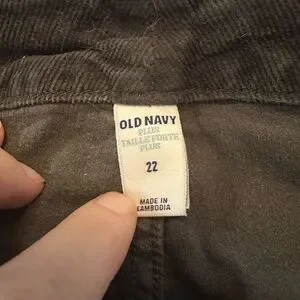 OLD NAVY
PLUS
TAILLE FORTE
PLUS
22
MADE IN
CAMBODIA